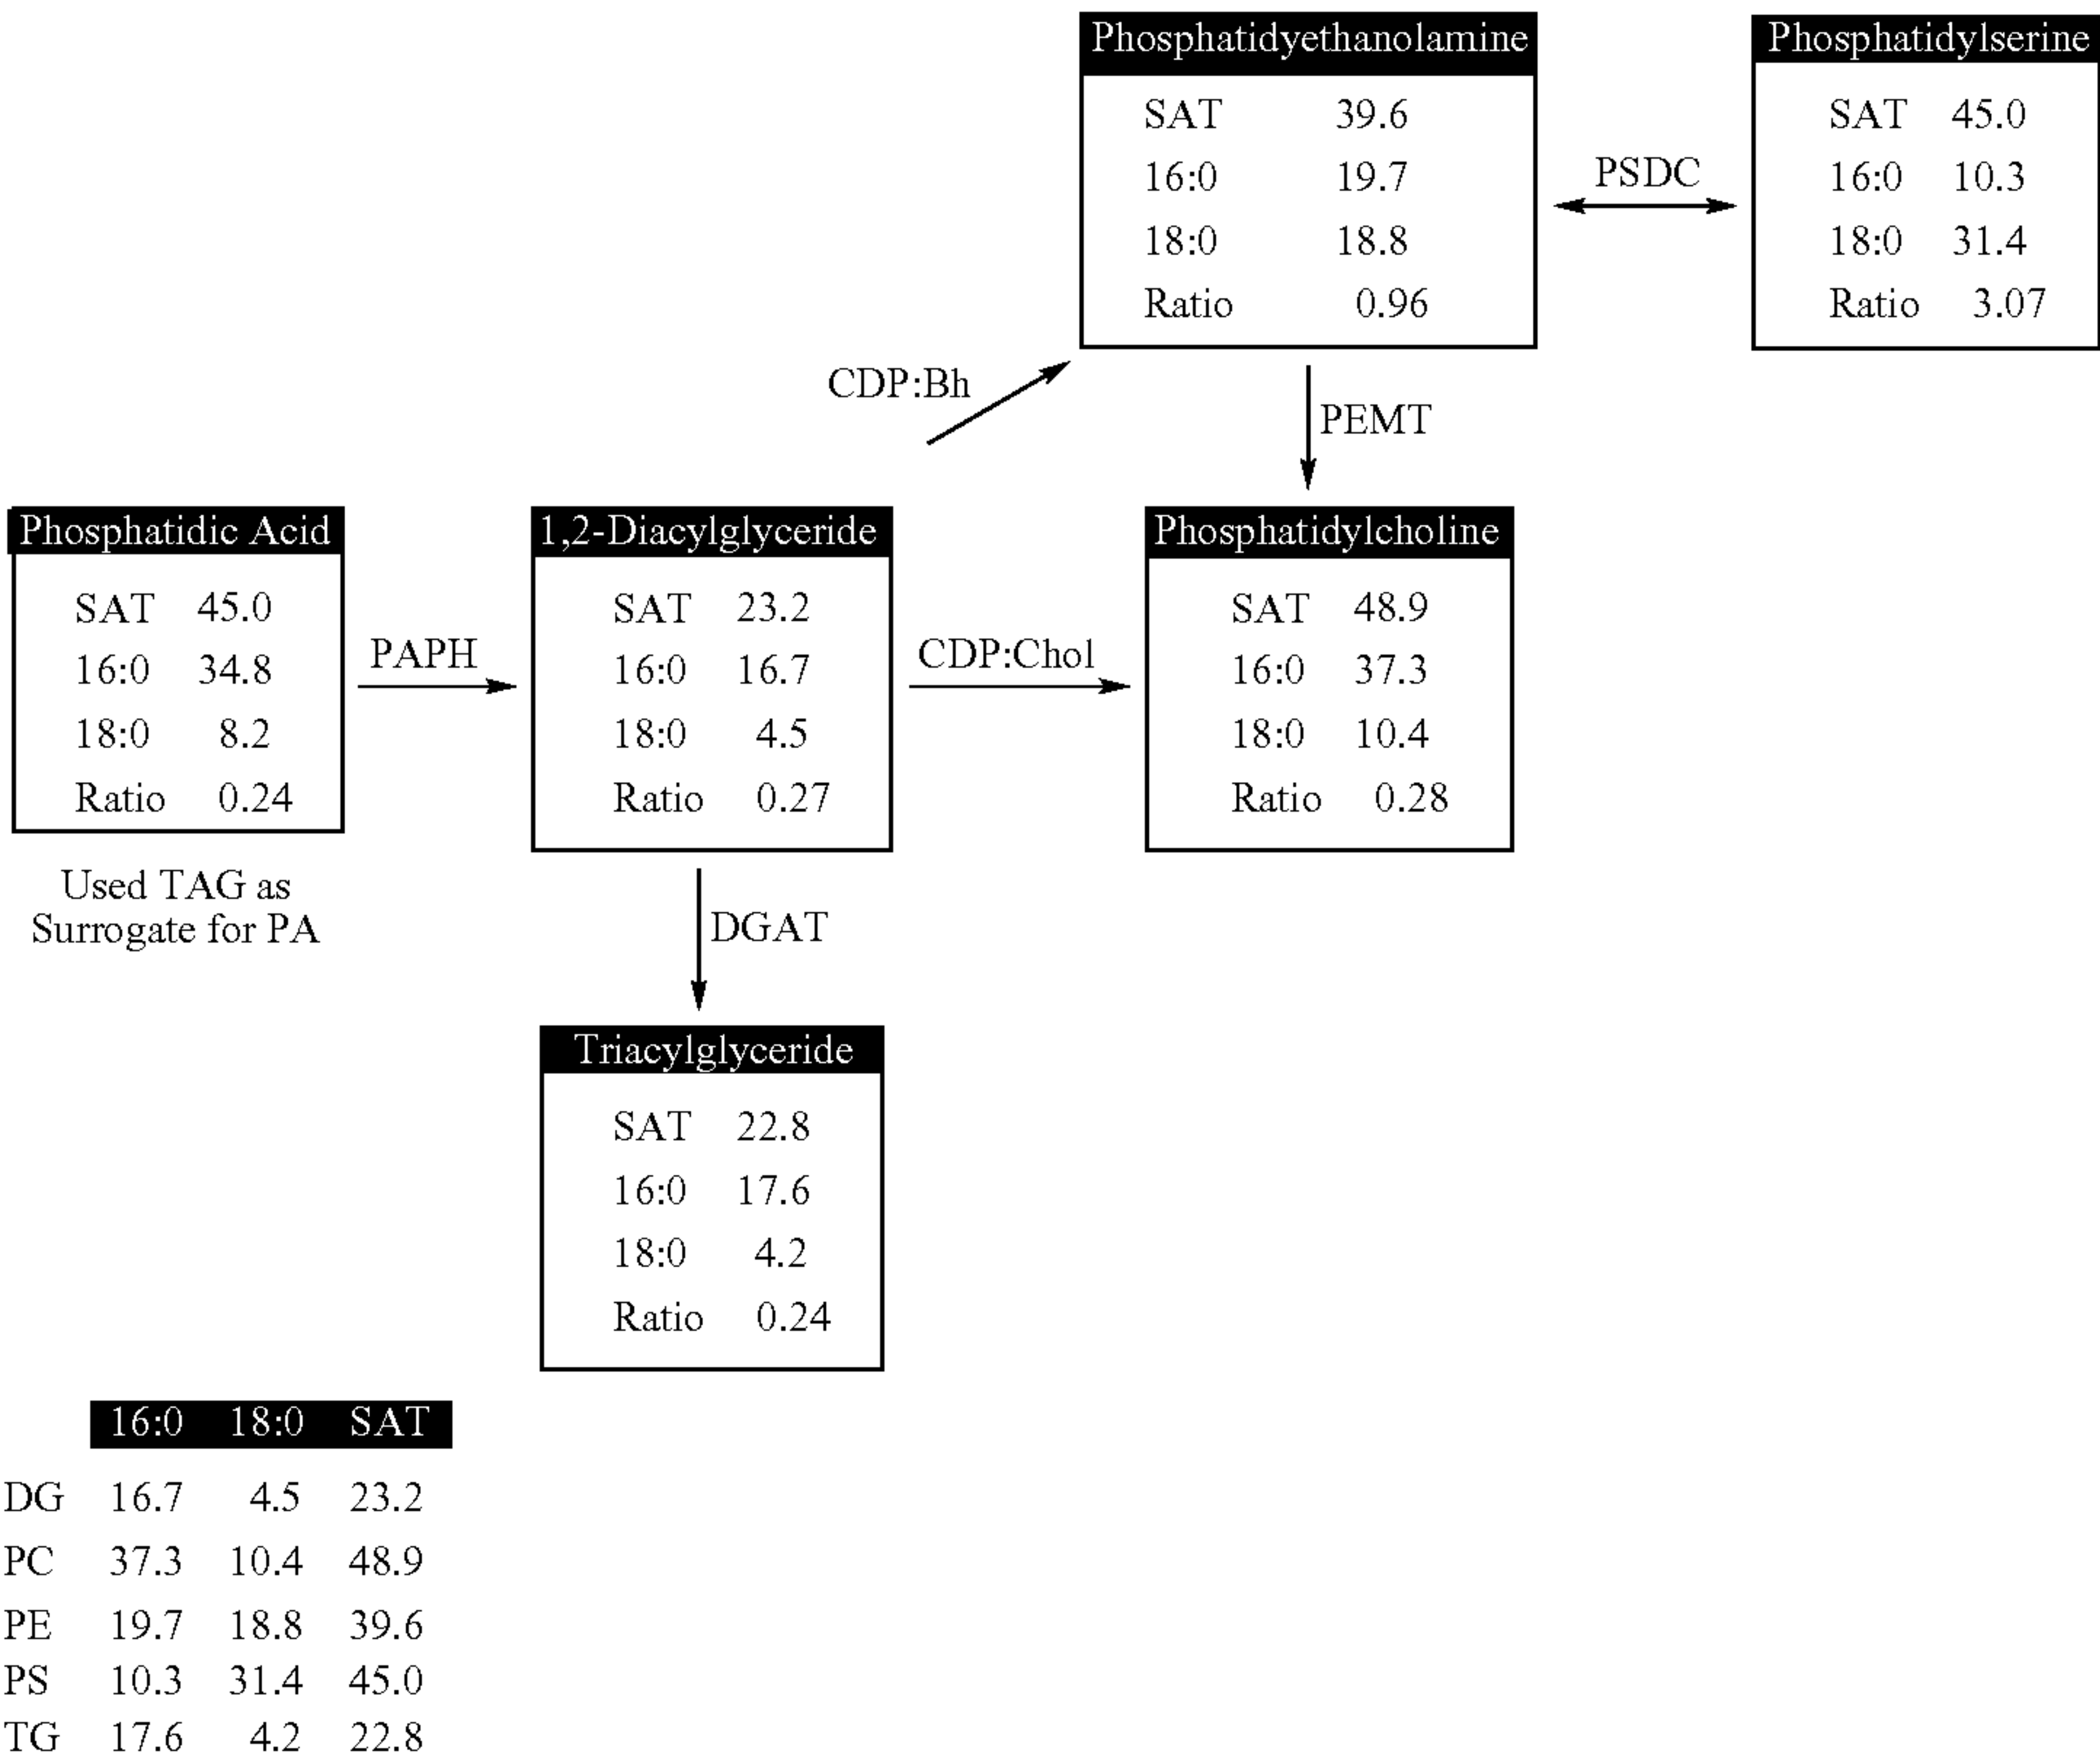 Phosphatidyethanolamine
SAT 39.6
16:0 19.7
18:0 18.8
Ratio 0.96
PSDC
Phosphatidylserine
SAT 45.0
16:0 10.3
18:0 31.4
Ratio 3.07
CDP:Bh
PEMT
Phosphatidic Acid
SAT 45.0
16:0 34.8
18:0 8.2
Ratio 0.24
Used TAG as
Surrogate for PA
PAPH
1,2-Diacylglyceride
SAT 23.2
16:0 16.7
18:0 4.5
Ratio 0.27
CDP:Chol
Phosphatidylcholine
SAT 48.9
16:0 37.3
18:0 10.4
Ratio 0.28
DGAT
Triacylglyceride
SAT 22.8
16:0 17.6
18:0 4.2
Ratio 0.24
16:0 18:0 SAT
DG 16.7 4.5 23.2
PC 37.3 10.4 48.9
PE 19.7 18.8 39.6
PS 10.3 31.4 45.0
TG 17.6 4.2 22.8